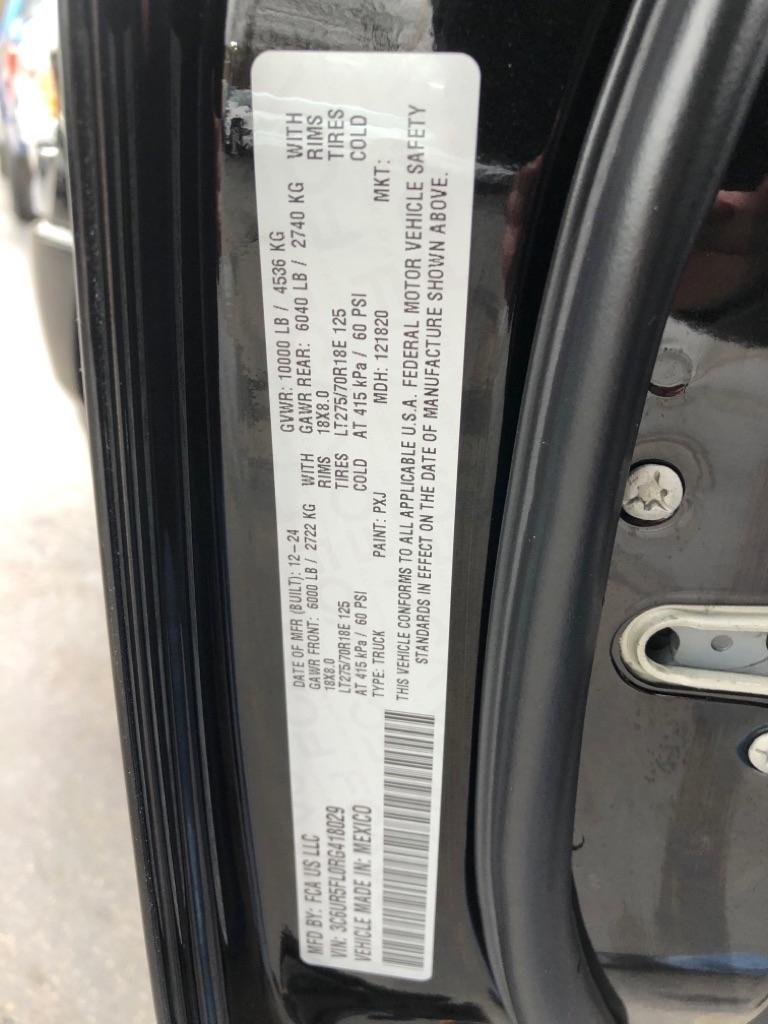 MFD BY: FCA US LLC
DATE OF MFR (BUILT): 12-24
GVWR: 10000 LB / 4536 KG
VIN: 3C6UR5FL0RG418029
GAWR FRONT: 6000 LB / 2722 KG WITH
GAWR REAR: 6040 LB / 2740 KG WITH
VEHICLE MADE IN: MEXICO
18X8.0 RIMS
18X8.0 RIMS
LT275/70R18E 125 TIRES
LT275/70R18E 125 TIRES
AT 415 kPa / 60 PSI COLD
AT 415 kPa / 60 PSI COLD
TYPE: TRUCK PAINT: PXJ MDH: 121820 MKT:
THIS VEHICLE CONFORMS TO ALL APPLICABLE U.S.A. FEDERAL MOTOR VEHICLE SAFETY
STANDARDS IN EFFECT ON THE DATE OF MANUFACTURE SHOWN ABOVE.